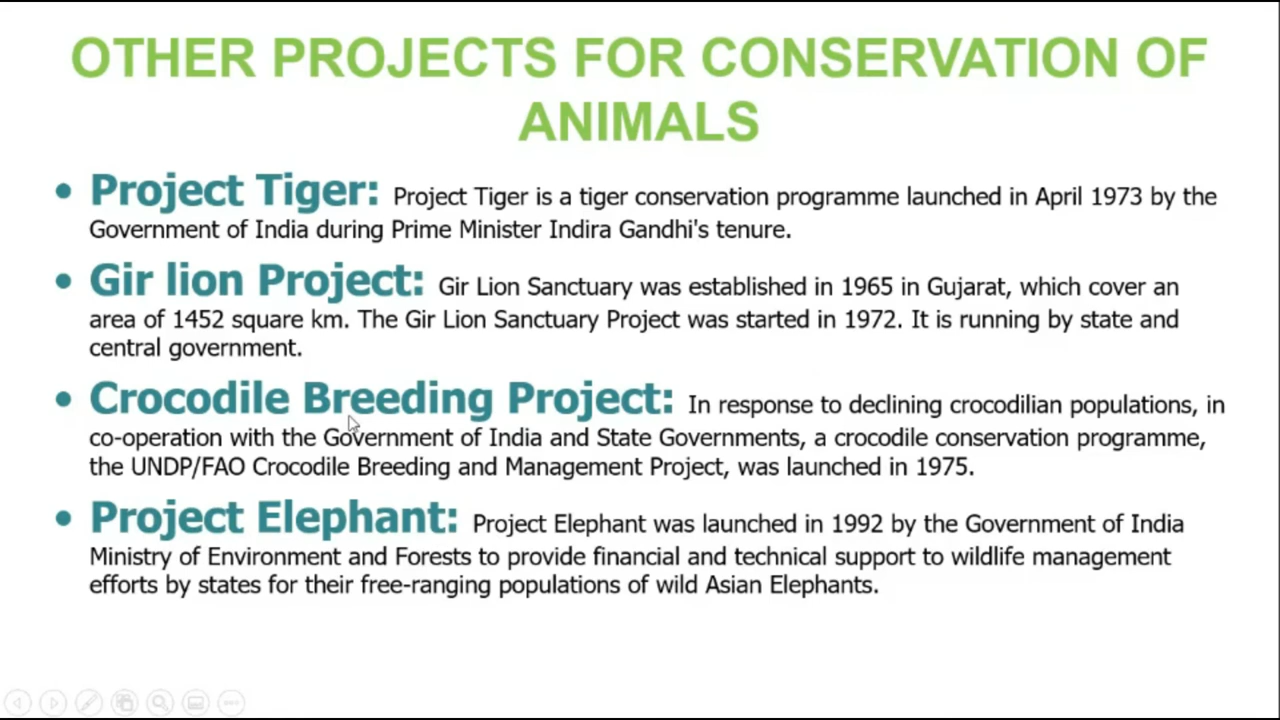 OTHER PROJECTS FOR CONSERVATION OF
ANIMALS
• Project Tiger: Project Tiger is a tiger conservation programme launched in April 1973 by the
Government of India during Prime Minister Indira Gandhi's tenure.
• Gir lion Project: Gir Lion Sanctuary was established in 1965 in Gujarat, which cover an
area of 1452 square km. The Gir Lion Sanctuary Project was started in 1972. It is running by state and
central government.
• Crocodile Breeding Project: In response to declining crocodilian populations, in
co-operation with the Government of India and State Governments, a crocodile conservation programme,
the UNDP/FAO Crocodile Breeding and Management Project, was launched in 1975.
• Project Elephant: Project Elephant was launched in 1992 by the Government of India
Ministry of Environment and Forests to provide financial and technical support to wildlife management
efforts by states for their free-ranging populations of wild Asian Elephants.